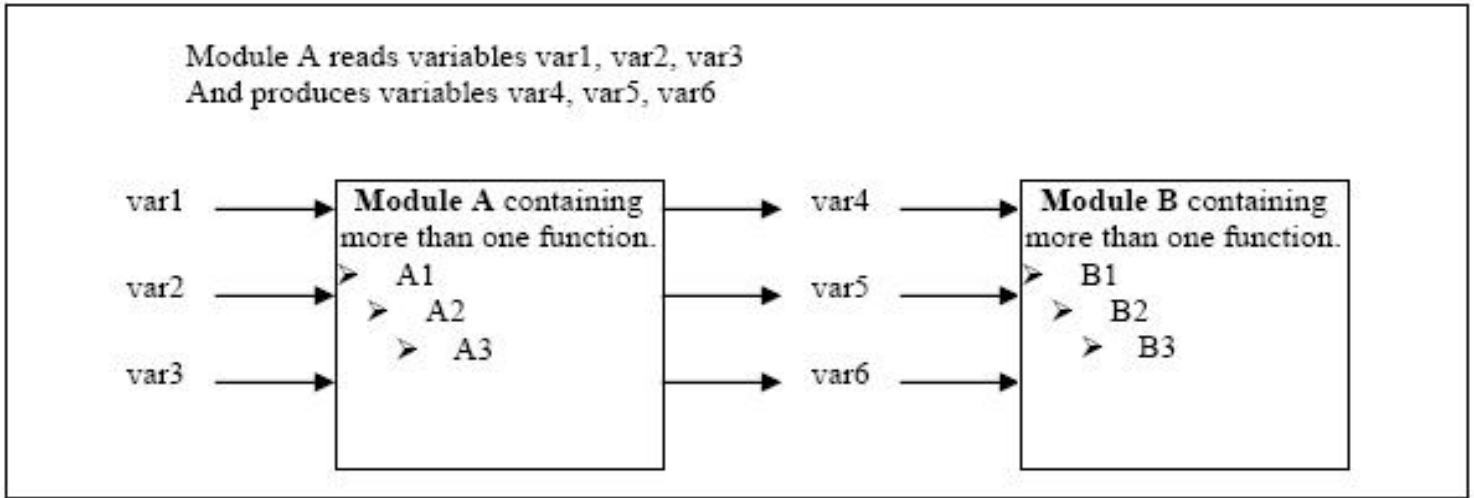 Module A reads variables var1, var2, var3
And produces variables var4, var5, var6
var1
Module A containing
more than one function.
➢ A1
➢ A2
➢ A3
var2
var3
var4
var5
var6
Module B containing
more than one function.
➢ B1
➢ B2
➢ B3